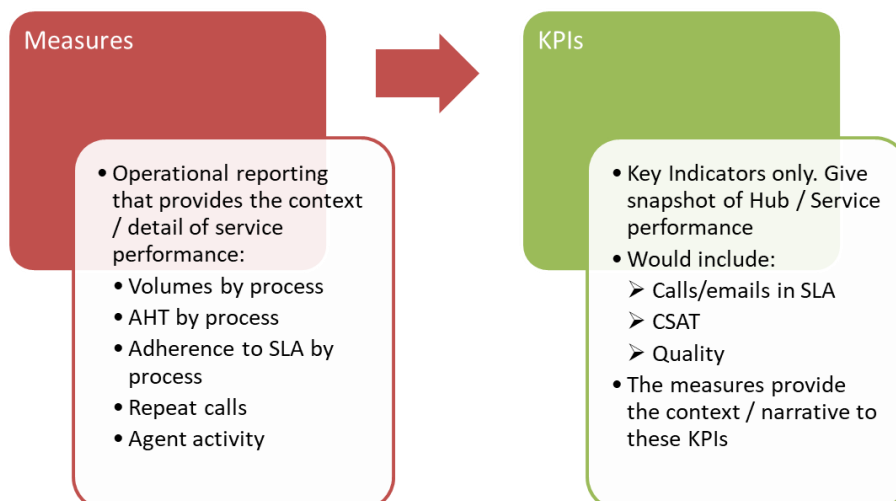 Measures
• Operational reporting
that provides the context
/ detail of service
performance:
• Volumes by process
• AHT by process
• Adherence to SLA by
process
• Repeat calls
• Agent activity
KPIs
• Key Indicators only. Give
snapshot of Hub / Service
performance
• Would include:
➢ Calls/emails in SLA
➢ CSAT
➢ Quality
• The measures provide
the context / narrative to
these KPIs